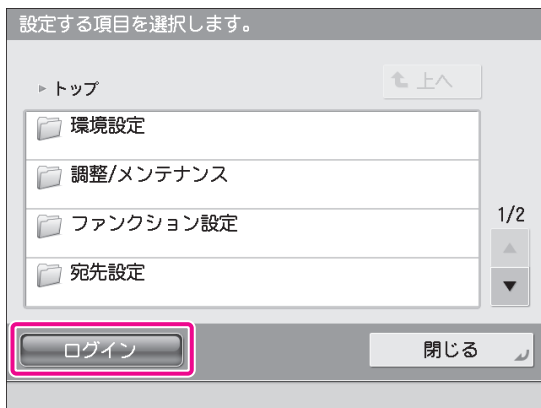 設定する項目を選択します。
トップ
上へ
環境設定
調整/メンテナンス
ファンクション設定
宛先設定
1/2
ログイン
閉じる